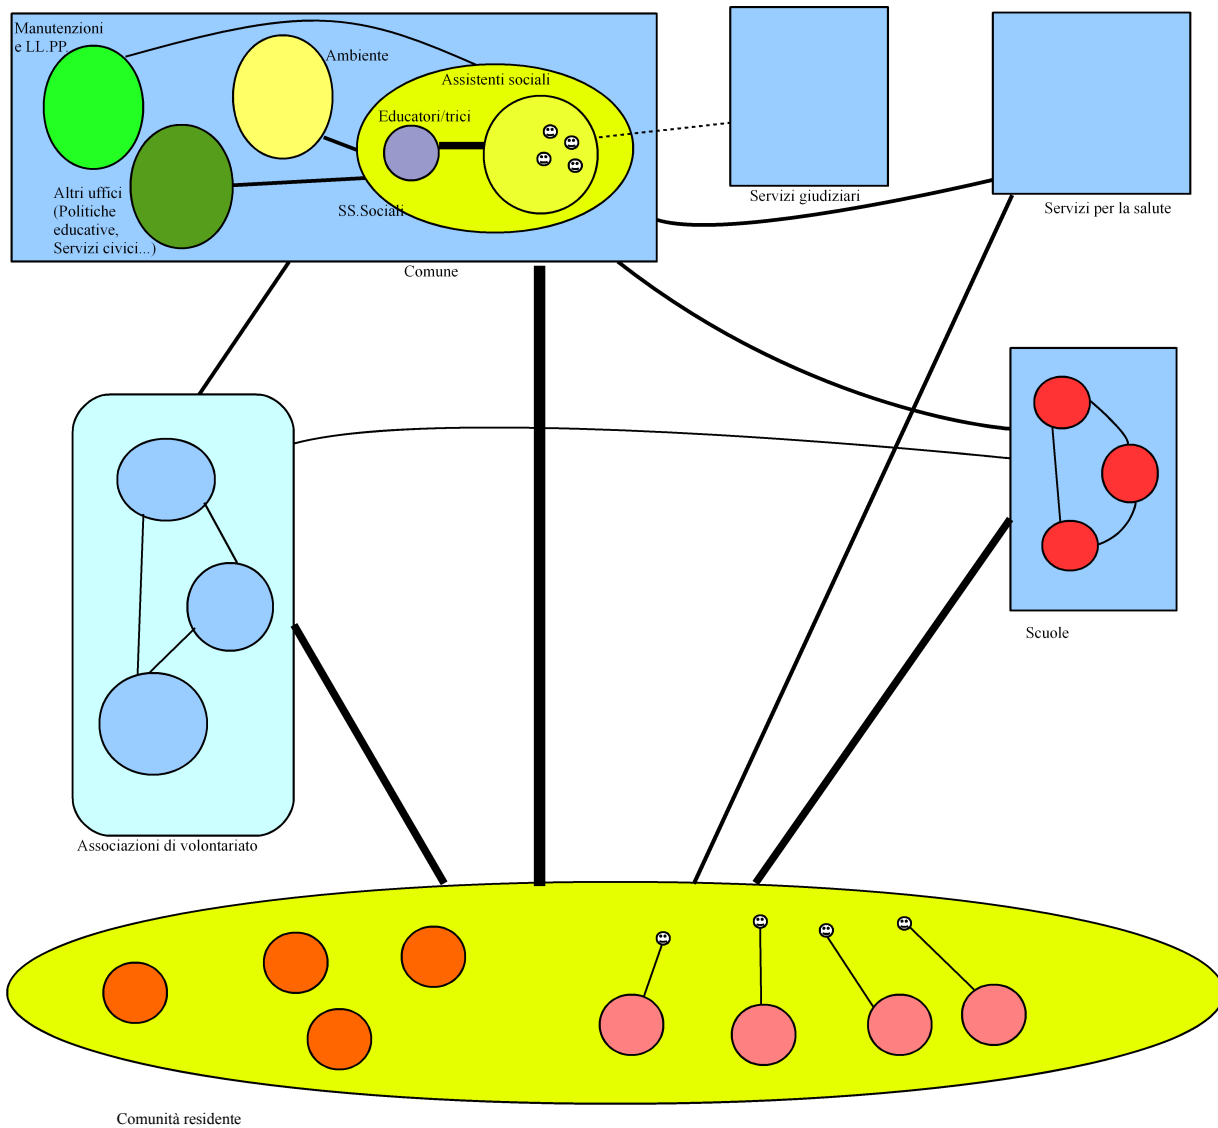 Manutenzioni
e LL.PP.
Ambiente
Assistenti sociali
Educatori/trici
Altri uffici
(Politiche
educative,
Servizi civici...)
SS.Sociali
Comune
Servizi giudiziari
Servizi per la salute
Scuole
Associazioni di volontariato
Comunità residente